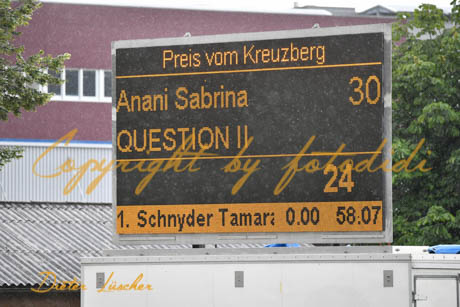 Preis vom Kreuzberg
Anani Sabrina 30
QUESTION II
24
1. Schnyder Tamara 0.00 58.07
Copyright by fotodidi
Dieter Lüscher